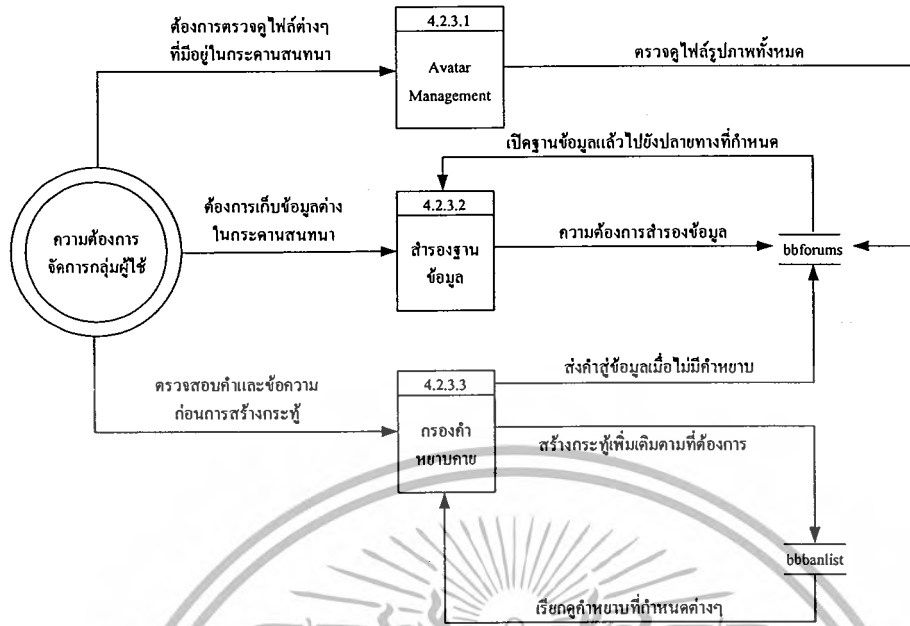 ต้องการตรวจดูไฟล์ต่างๆ
ที่มีอยู่ในกระดานสนทนา
4.2.3.1
Avatar
Management
ตรวจดูไฟล์รูปภาพทั้งหมด
เปิดฐานข้อมูลแล้วไปยังปลายทางที่กำหนด
ความต้องการ
จัดการกลุ่มผู้ใช้
ต้องการเก็บข้อมูลต่าง
ในกระดานสนทนา
4.2.3.2
สำรองฐาน
ข้อมูล
ความต้องการสำรองข้อมูล
bbforums
ตรวจสอบคำและข้อความ
ก่อนการสร้างกระทู้
4.2.3.3
กรองคำ
หยาบคาย
ส่งคำสู่ข้อมูลเมื่อไม่มีคำหยาบ
สร้างกระทู้เพิ่มเติมตามที่ต้องการ
bbbanlist
เรียกดูคำหยาบที่กำหนดต่างๆ